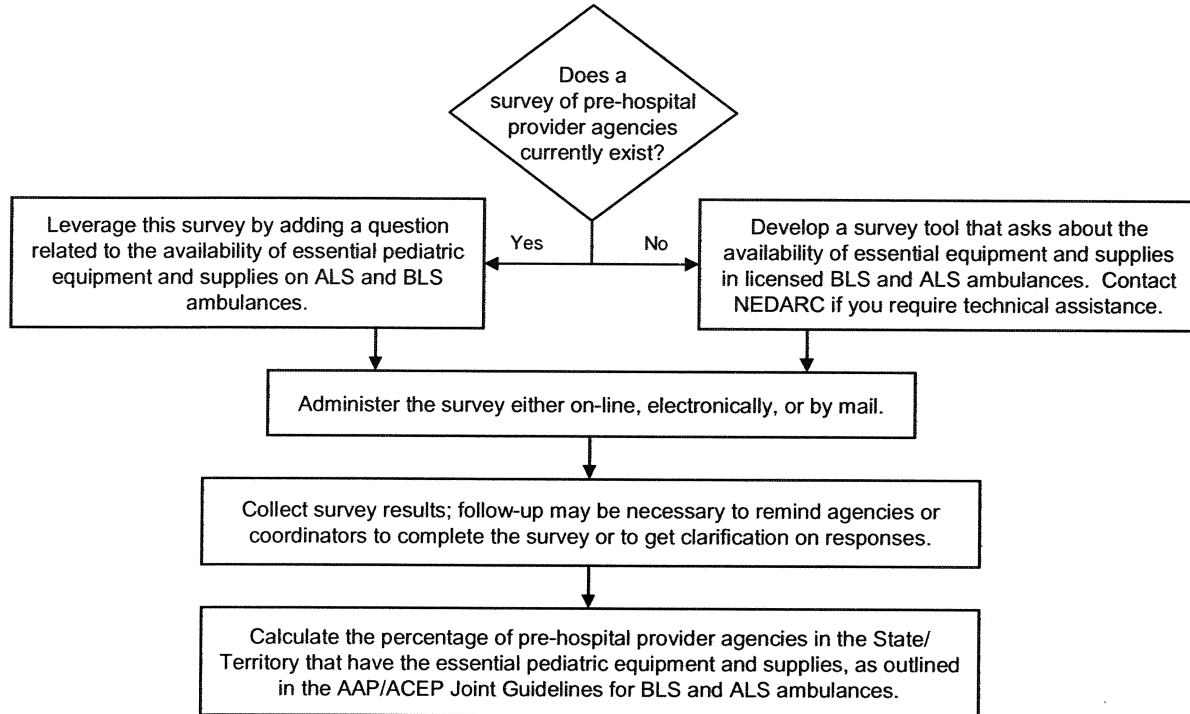 Does a
survey of pre-hospital
provider agencies
currently exist?
Leverage this survey by adding a question
related to the availability of essential pediatric
equipment and supplies on ALS and BLS
ambulances.
Yes
No
Develop a survey tool that asks about the
availability of essential equipment and supplies
in licensed BLS and ALS ambulances. Contact
NEDARC if you require technical assistance.
Administer the survey either on-line, electronically, or by mail.
Collect survey results; follow-up may be necessary to remind agencies or
coordinators to complete the survey or to get clarification on responses.
Calculate the percentage of pre-hospital provider agencies in the State/
Territory that have the essential pediatric equipment and supplies, as outlined
in the AAP/ACEP Joint Guidelines for BLS and ALS ambulances.